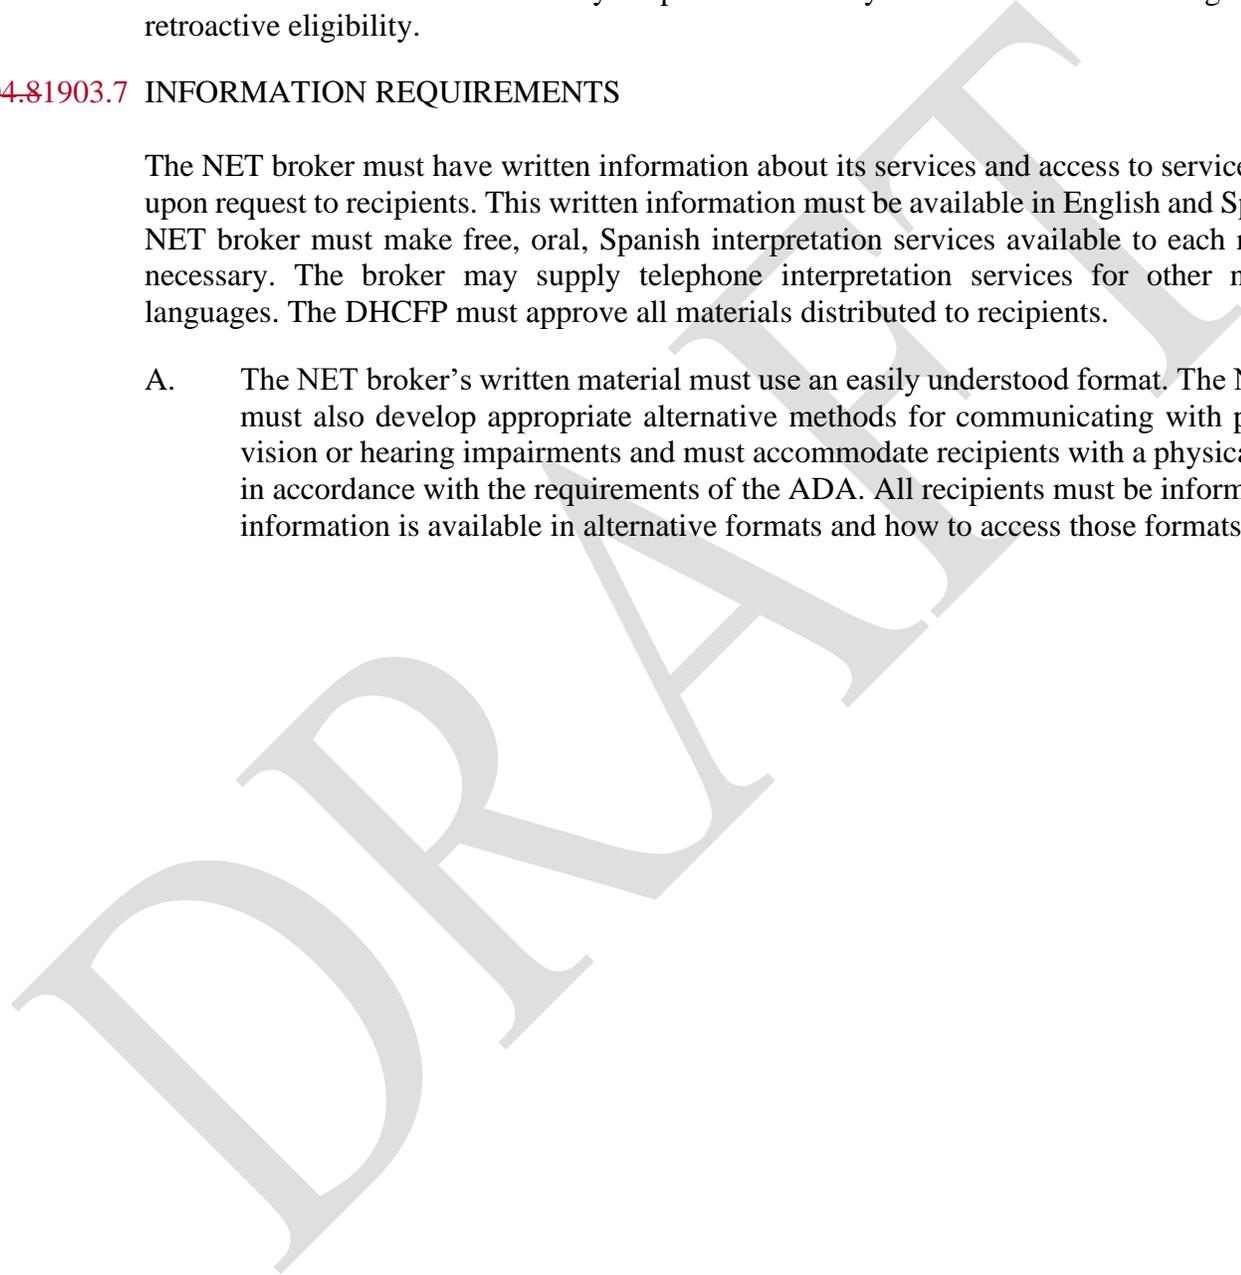 retroactive eligibility.
4.81903.7 INFORMATION REQUIREMENTS
The NET broker must have written information about its services and access to service
upon request to recipients. This written information must be available in English and
NET broker must make free, oral, Spanish interpretation services available to each
necessary. The broker may supply telephone interpretation services for other
languages. The DHCFP must approve all materials distributed to recipients.
A. The NET broker’s written material must use an easily understood format. The
must also develop appropriate alternative methods for communicating with
vision or hearing impairments and must accommodate recipients with a
in accordance with the requirements of the ADA. All recipients must be
information is available in alternative formats and how to access those formats
DRAFT